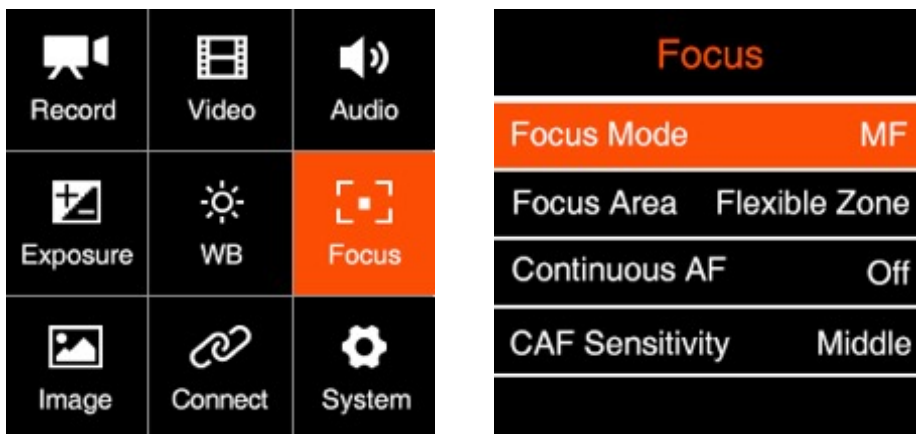 Record Video Audio
Exposure WB Focus
Image Connect System
Focus
Focus Mode MF
Focus Area Flexible Zone
Continuous AF Off
CAF Sensitivity Middle